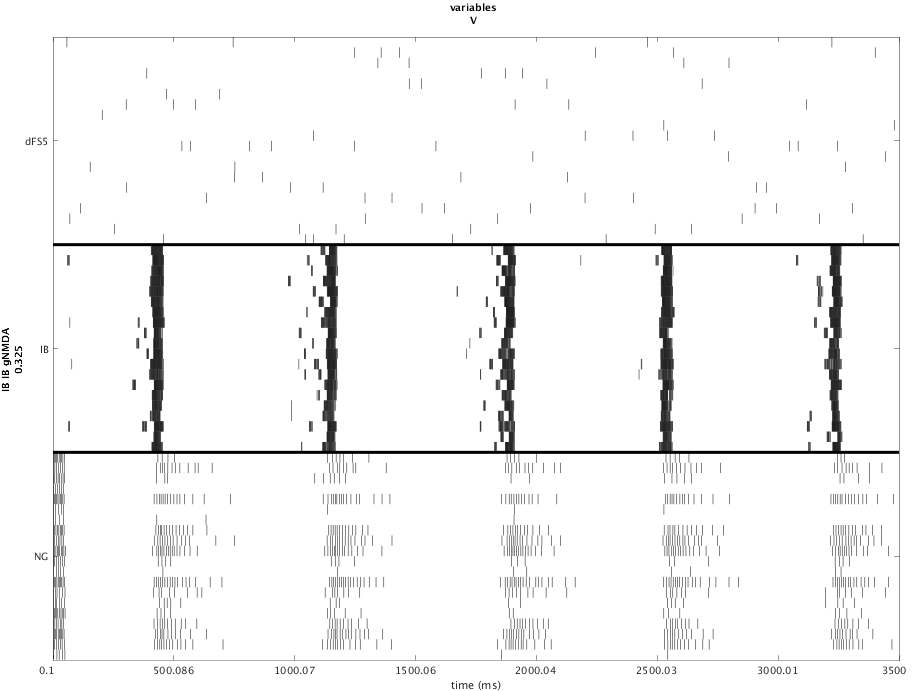 variables
V
dFS5
IB
NG
IB IB gNMDA
0.325
0.1 500.086 1000.07 1500.06 2000.04 2500.03 3000.01 3500
time (ms)